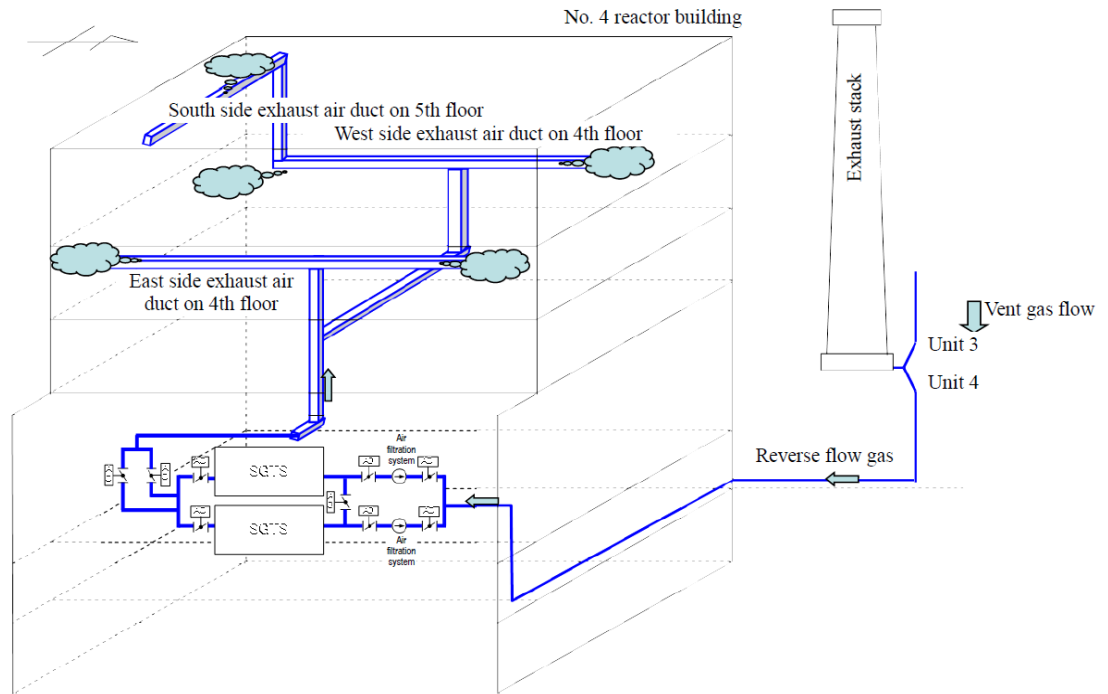 No. 4 reactor building
South side exhaust air duct on 5th floor
West side exhaust air duct on 4th floor
Exhaust stack
East side exhaust air
duct on 4th floor
Vent gas flow
Unit 3
Unit 4
Reverse flow gas
Air
filtration
system
SGTS
SGTS
Air
filtration
system